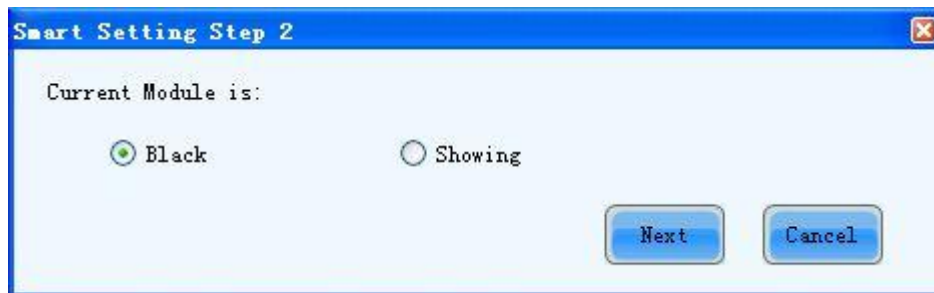 Smart Setting Step 2
Current Module is:
Black Showing
Next Cancel